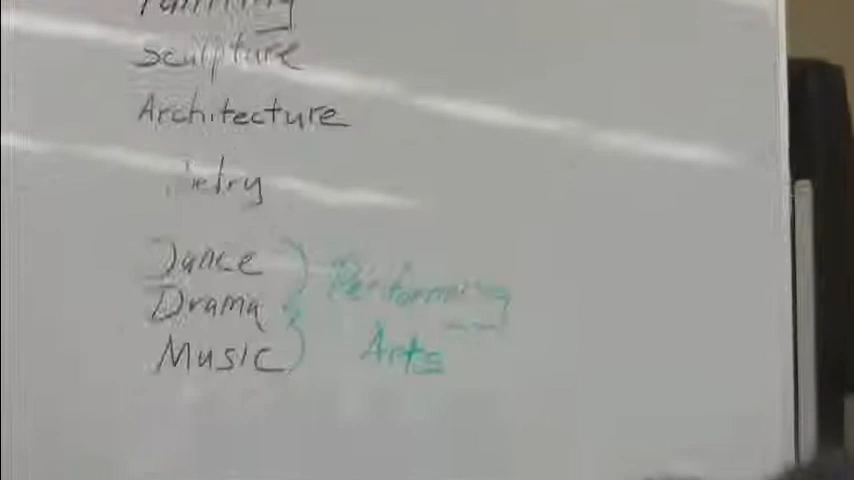 Sculpture
Architecture
Dance
Drama
Music
Performing
Arts